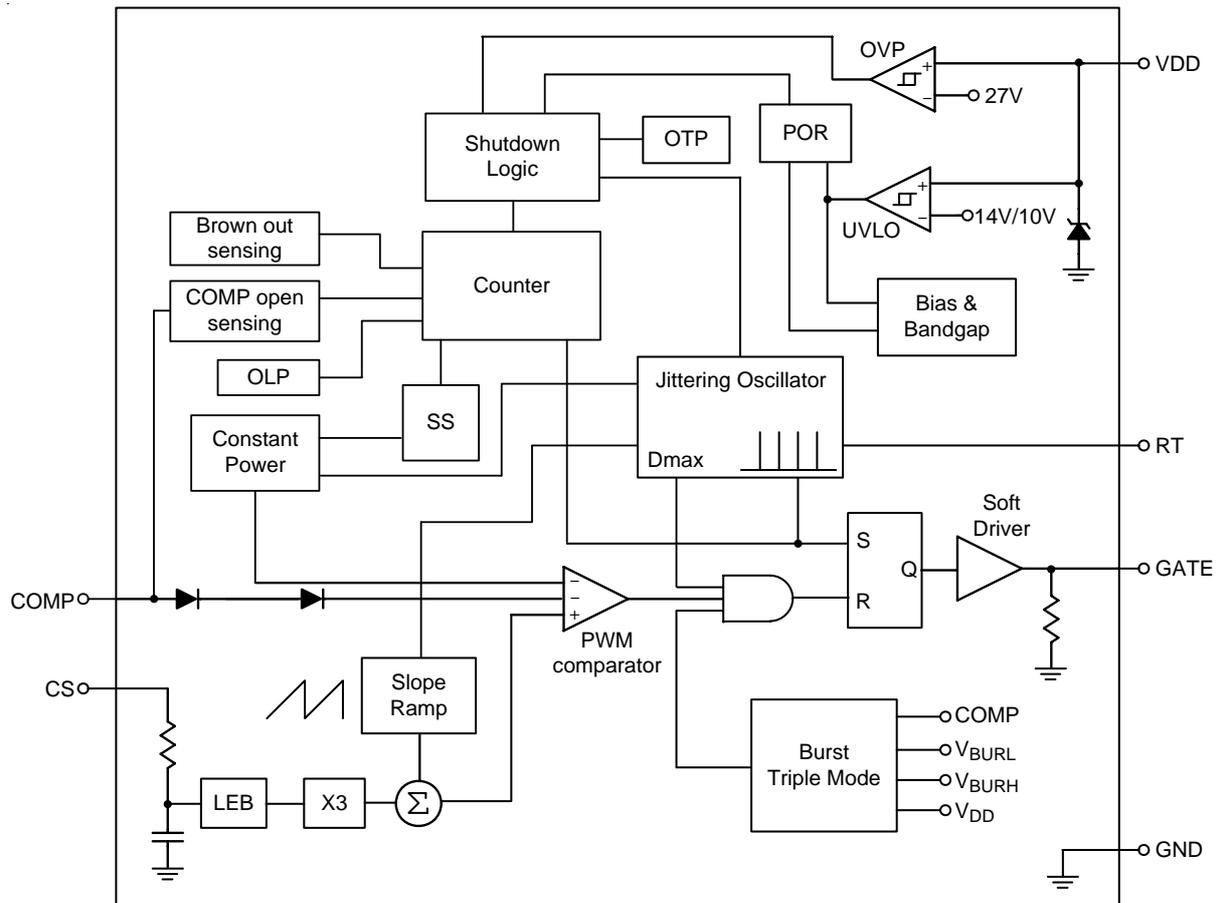 OVP
+
−
27V
VDD
Shutdown
Logic
OTP
POR
+
−
14V/10V
UVLO
Brown out
sensing
COMP open
sensing
Counter
Bias &
Bandgap
OLP
SS
Jittering Oscillator
Dmax
RT
Constant
Power
Soft
Driver
S
Q
R
GATE
COMP
−
−
+
PWM
comparator
CS
Slope
Ramp
Burst
Triple Mode
COMP
VBURL
VBURH
VDD
LEB
X3
Σ
GND